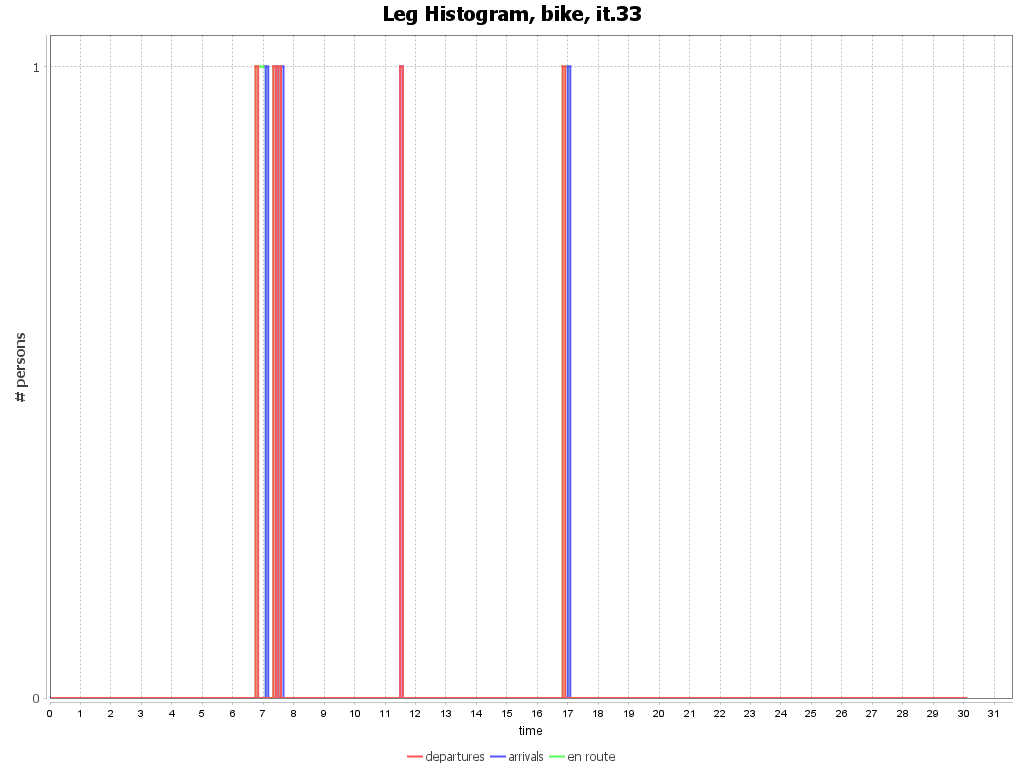 Leg Histogram, bike, it.33
# persons
1
0
0 1 2 3 4 5 6 7 8 9 10 11 12 13 14 15 16 17 18 19 20 21 22 23 24 25 26 27 28 29 30 31
time
departures arrivals en route